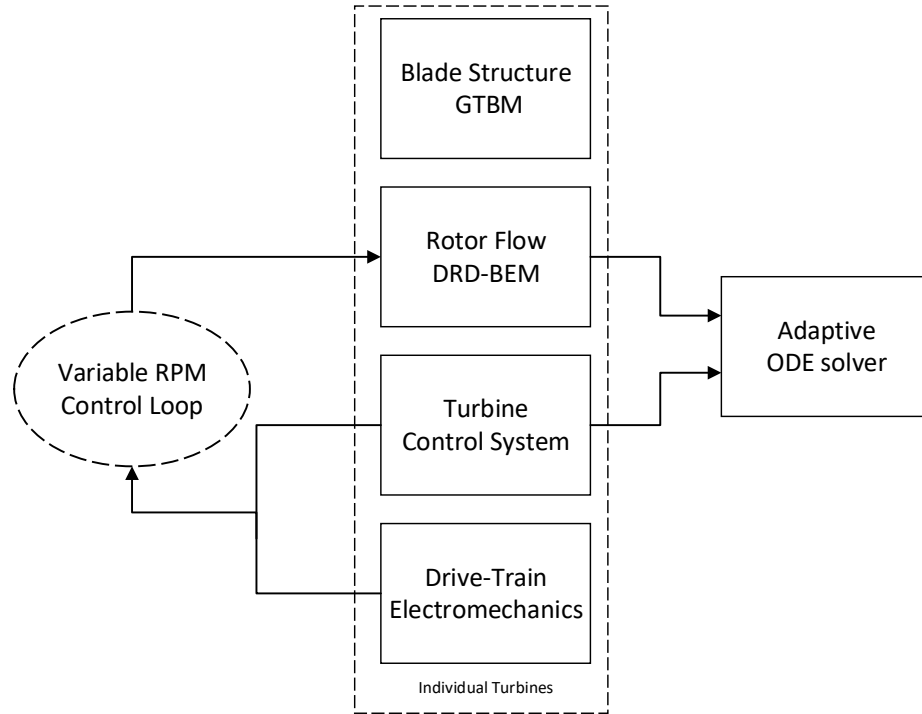 Blade Structure
GTBM
Rotor Flow
DRD-BEM
Variable RPM
Control Loop
Adaptive
ODE solver
Turbine
Control System
Drive-Train
Electromechanics
Individual Turbines